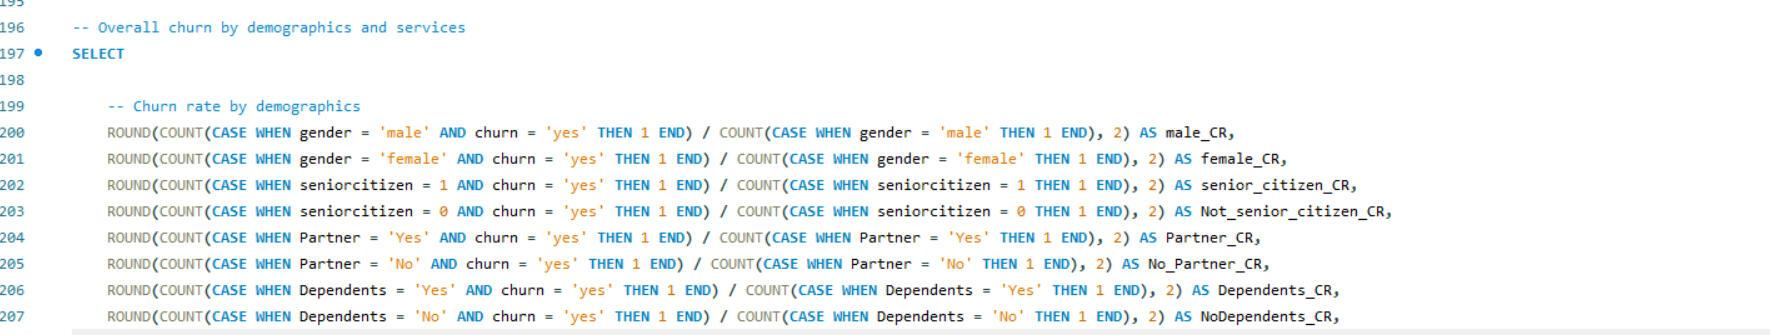 195
196 -- Overall churn by demographics and services
197 SELECT
198
199 -- Churn rate by demographics
200 ROUND(COUNT(CASE WHEN gender = 'male' AND churn = 'yes' THEN 1 END) / COUNT(CASE WHEN gender = 'male' THEN 1 END), 2) AS male_CR,
201 ROUND(COUNT(CASE WHEN gender = 'female' AND churn = 'yes' THEN 1 END) / COUNT(CASE WHEN gender = 'female' THEN 1 END), 2) AS female_CR,
202 ROUND(COUNT(CASE WHEN seniorcitizen = 1 AND churn = 'yes' THEN 1 END) / COUNT(CASE WHEN seniorcitizen = 1 THEN 1 END), 2) AS senior_citizen_CR,
203 ROUND(COUNT(CASE WHEN seniorcitizen = 0 AND churn = 'yes' THEN 1 END) / COUNT(CASE WHEN seniorcitizen = 0 THEN 1 END), 2) AS Not_senior_citizen_CR,
204 ROUND(COUNT(CASE WHEN Partner = 'Yes' AND churn = 'yes' THEN 1 END) / COUNT(CASE WHEN Partner = 'Yes' THEN 1 END), 2) AS Partner_CR,
205 ROUND(COUNT(CASE WHEN Partner = 'No' AND churn = 'yes' THEN 1 END) / COUNT(CASE WHEN Partner = 'No' THEN 1 END), 2) AS No_Partner_CR,
206 ROUND(COUNT(CASE WHEN Dependents = 'Yes' AND churn = 'yes' THEN 1 END) / COUNT(CASE WHEN Dependents = 'Yes' THEN 1 END), 2) AS Dependents_CR,
207 ROUND(COUNT(CASE WHEN Dependents = 'No' AND churn = 'yes' THEN 1 END) / COUNT(CASE WHEN Dependents = 'No' THEN 1 END), 2) AS NoDependents_CR,